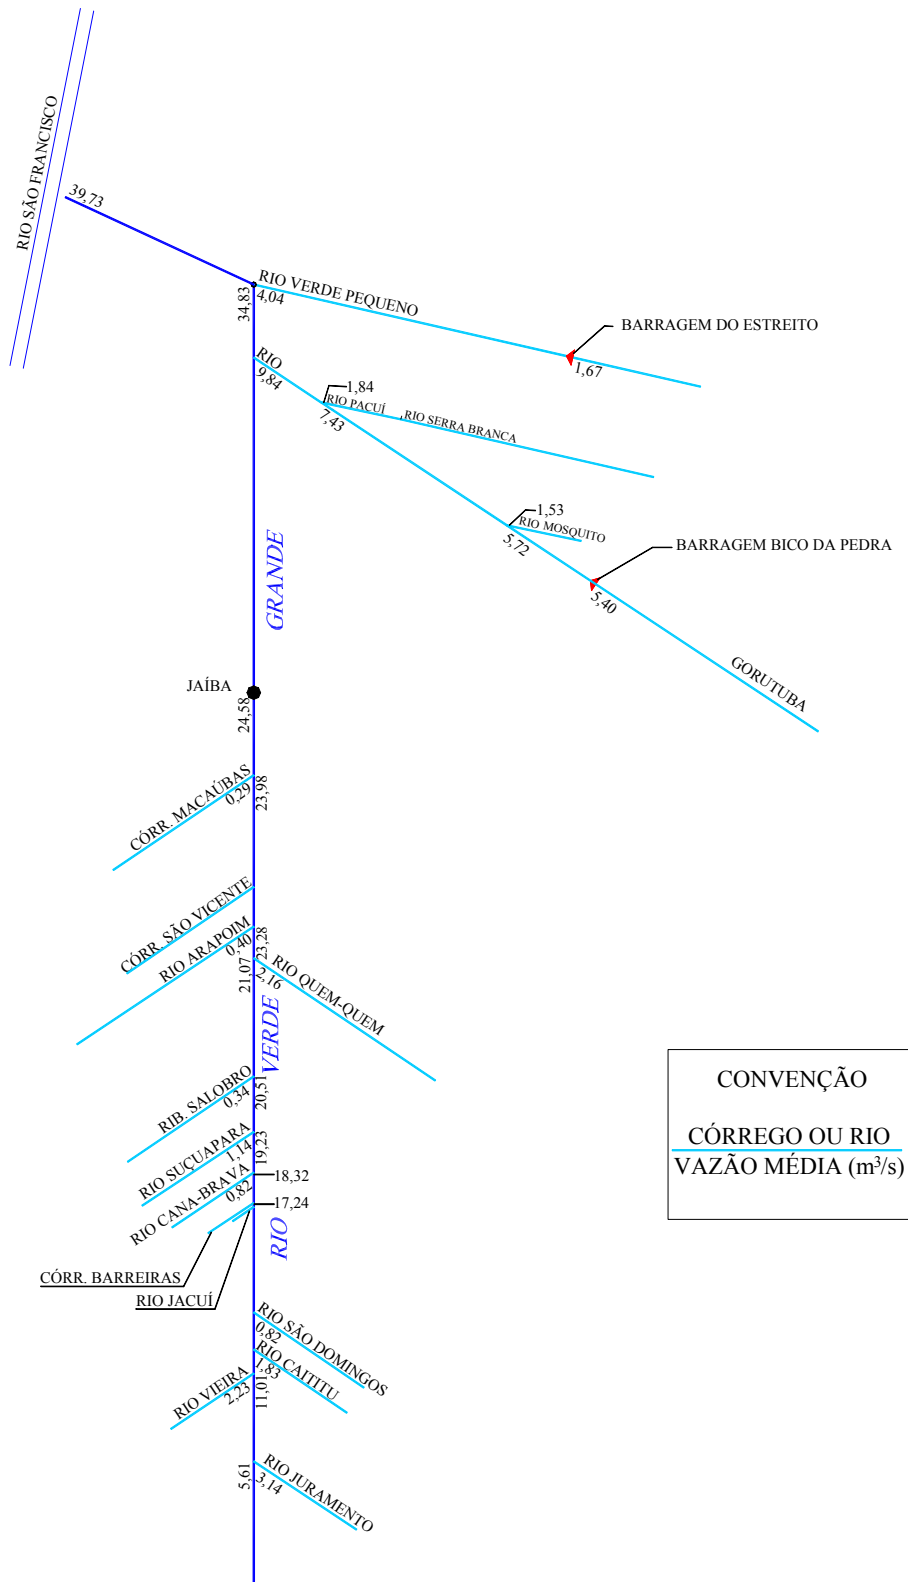 RIO SÃO FRANCISCO
39,73
RIO VERDE PEQUENO
4,04
34,83
BARRAGEM DO ESTREITO
1,67
RIO
9,84
1,84
RIO PACUÍ
RIO SERRA BRANCA
7,43
1,53
RIO MOSQUITO
5,72
BARRAGEM BICO DA PEDRA
5,40
GORUTUBA
GRANDE
JAÍBA
24,58
CÓRR. MACAÚBAS
0,29
23,98
CÓRR. SÃO VICENTE
RIO ARAPOIM
0,40
23,28
21,07
2,16
RIO QUEM-QUEM
VERDE
RIB. SALOBRO
0,34
20,51
RIO SUÇUAPARA
1,14
19,23
RIO CANA-BRAVA
0,82
18,32
17,24
RIO
CÓRR. BARREIRAS
RIO JACUÍ
RIO SÃO DOMINGOS
0,82
RIO CAITITU
1,83
RIO VIEIRA
2,23
11,01
RIO JURAMENTO
5,61
3,14
CONVENÇÃO
CÓRREGO OU RIO
VAZÃO MÉDIA (m³/s)